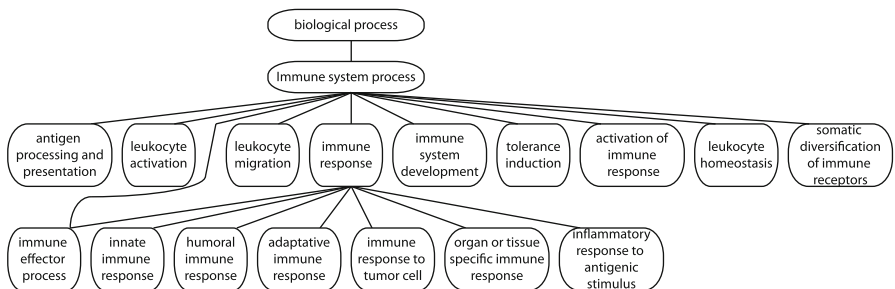 biological process
Immune system process
antigen
processing and
presentation
leukocyte
activation
leukocyte
migration
immune
response
immune
system
development
tolerance
induction
activation of
immune
response
leukocyte
homeostasis
somatic
diversification
of immune
receptors
immune
effector
process
innate
immune
response
humoral
immune
response
adaptative
immune
response
immune
response to
tumor cell
organ or tissue
specific immune
response
inflammatory
response to
antigenic
stimulus